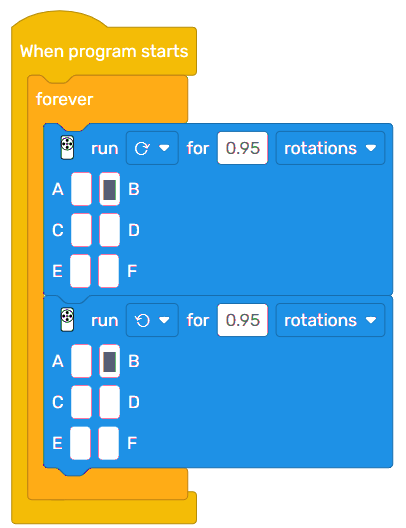 When program starts
forever
run for 0.95 rotations
A B
C D
E F
run for 0.95 rotations
A B
C D
E F